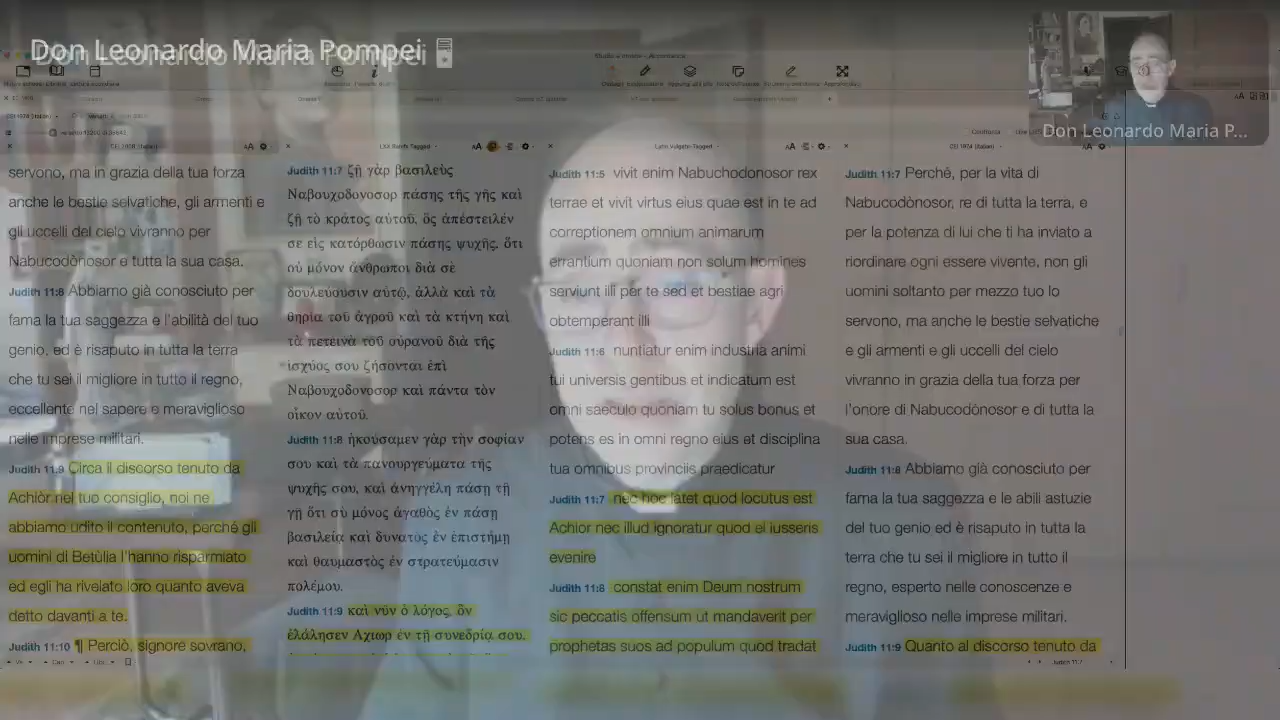 Don Leonardo Maria Pompei
Don Leonardo Maria P...
servono, ma in grazia della tua forza
anche le bestie selvatiche, gli armenti e
gli uccelli del cielo vivranno per
Nabucodònosor e tutta la sua casa.
Judith 11:8 Abbiamo già conosciuto per
fama la tua saggezza e l'abilità del tuo
genio, ed è risaputo in tutta la terra
che tu sei il migliore in tutto il regno,
eccellente nel sapere e meraviglioso
nelle imprese militari.
Judith 11:9 Circa il discorso tenuto da
Achiòr nel tuo consiglio, noi ne
abbiamo udito il contenuto, perché gli
uomini di Betùlia l'hanno risparmiato
ed egli ha rivelato loro quanto aveva
detto davanti a te.
Judith 11:10 ¶ Perciò, signore sovrano,
Judith 11:7 ζῇ γὰρ βασιλεὺς
Ναβουχοδονοσορ πάσης τῆς γῆς καὶ
ζῇ τὸ κράτος αὐτοῦ, ὃς ἀπέστειλέν
σε εἰς κατόρθωσιν πάσης ψυχῆς, ὅτι
οὐ μόνον ἄνθρωποι διὰ σὲ
δουλεύουσιν αὐτῷ, ἀλλὰ καὶ τὰ
θηρία τοῦ ἀγροῦ καὶ τὰ κτήνη καὶ
τὰ πετεινὰ τοῦ οὐρανοῦ διὰ τῆς
ἰσχύος σου ζήσονται ἐπὶ
Ναβουχοδονοσορ καὶ πάντα τὸν
οἶκον αὐτοῦ.
Judith 11:8 ἠκούσαμεν γὰρ τὴν σοφίαν
σου καὶ τὰ πανουργεύματα τῆς
ψυχῆς σου, καὶ ἀνηγγέλη πάσῃ τῇ
γῇ ὅτι σὺ μόνος ἀγαθὸς ἐν πάσῃ
βασιλείᾳ καὶ δυνατὸς ἐν ἐπιστήμῃ
καὶ θαυμαστὸς ἐν στρατεύμασιν
πολέμου.
Judith 11:9 καὶ νῦν ὁ λόγος, ὃν
ἐλάλησεν Αχιωρ ἐν τῇ συνεδρίᾳ σου,
Judith 11:5 vivit enim Nabuchodonosor rex
terrae et vivit virtus eius quae est in te ad
correptionem omnium animarum
errantium quoniam non solum homines
serviunt illi per te sed et bestiae agri
obtemperant illi
Judith 11:6 nuntiatur enim industria animi
tui universis gentibus et indicatum est
omni saeculo quoniam tu solus bonus et
potens es in omni regno eius et disciplina
tua omnibus provinciis praedicatur
Judith 11:7 nec hoc latet quod locutus est
Achior nec illud ignoratur quod ei iusseris
evenire
Judith 11:8 constat enim Deum nostrum
sic peccatis offensum ut mandaverit per
prophetas suos ad populum quod tradat
Judith 11:7 Perché, per la vita di
Nabucodònosor, re di tutta la terra, e
per la potenza di lui che ti ha inviato a
riordinare ogni essere vivente, non gli
uomini soltanto per mezzo tuo lo
servono, ma anche le bestie selvatiche
e gli armenti e gli uccelli del cielo
vivranno in grazia della tua forza per
l'onore di Nabucodònosor e di tutta la
sua casa.
Judith 11:8 Abbiamo già conosciuto per
fama la tua saggezza e le abili astuzie
del tuo genio ed è risaputo in tutta la
terra che tu sei il migliore in tutto il
regno, esperto nelle conoscenze e
meraviglioso nelle imprese militari.
Judith 11:9 Quanto al discorso tenuto da